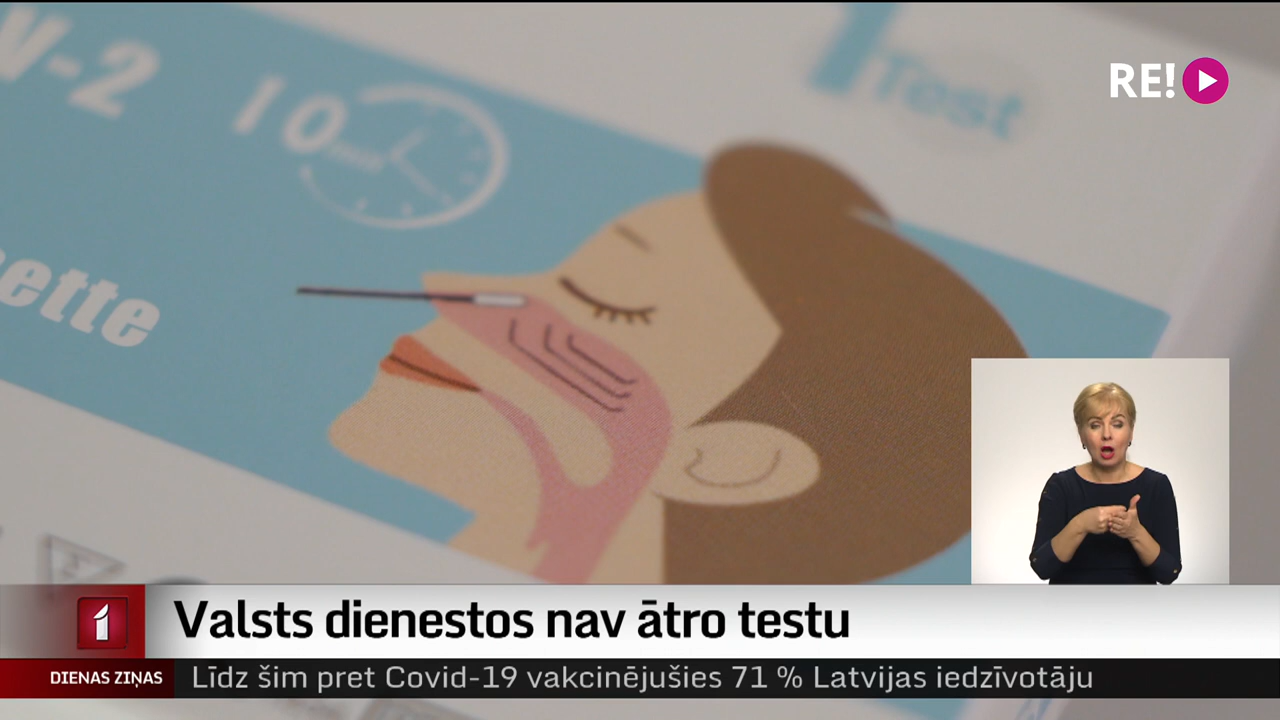 V-2
10
Test
RE!
ette
1
Valsts dienestos nav ātro testu
DIENAS ZIŅAS
Līdz šim pret Covid-19 vakcinējušies 71 % Latvijas iedzīvotāju